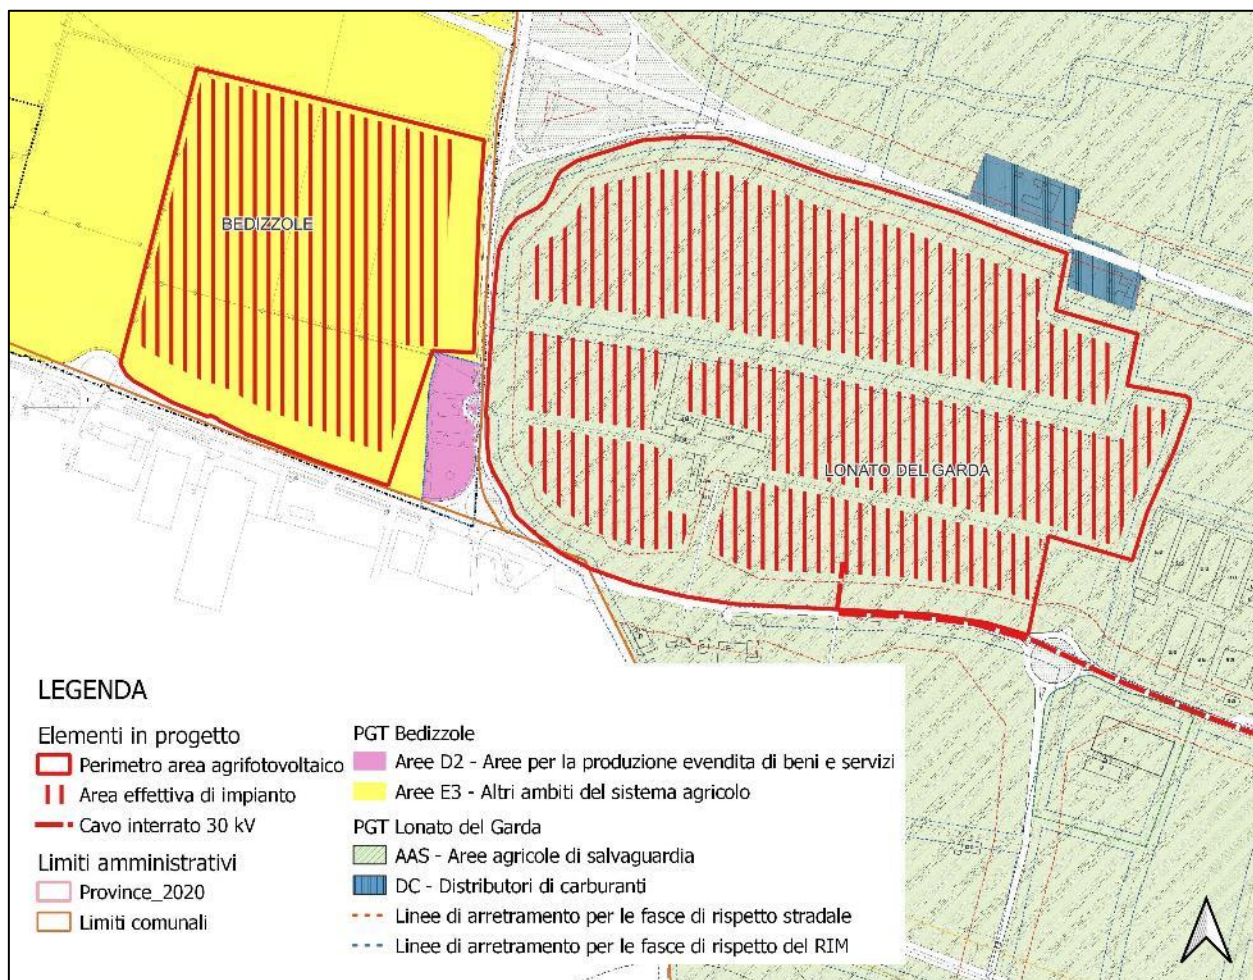 BEDIZZOLE
LONATO DEL GARDA
LEGENDA
Elementi in progetto
Perimetro area agrifotovoltaico
Area effettiva di impianto
Cavo interrato 30 kV
Limiti amministrativi
Province_2020
Limiti comunali
PGT Bedizzole
Aree D2 - Aree per la produzione evendita di beni e servizi
Aree E3 - Altri ambiti del sistema agricolo
PGT Lonato del Garda
AAS - Aree agricole di salvaguardia
DC - Distributori di carburanti
Linee di arretramento per le fasce di rispetto stradale
Linee di arretramento per le fasce di rispetto del RIM